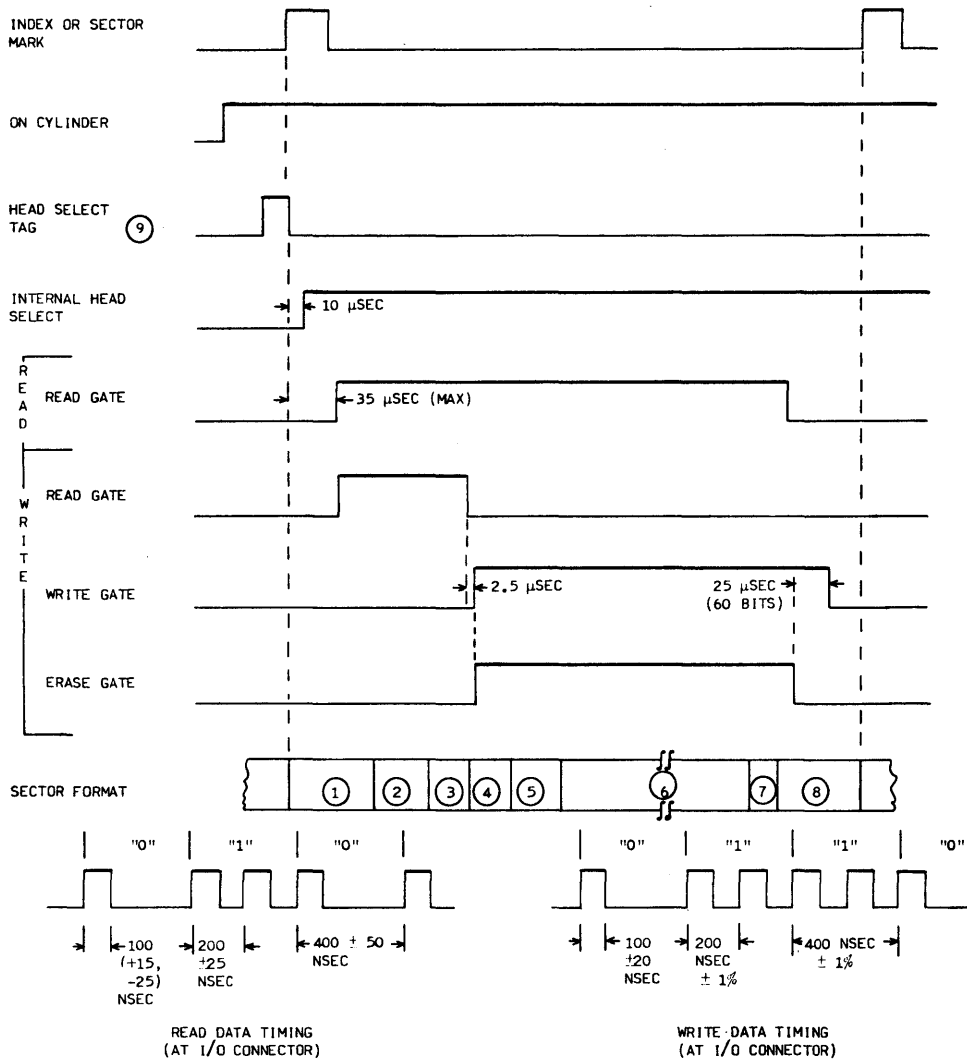 INDEX OR SECTOR
MARK
ON CYLINDER
HEAD SELECT
TAG 9
INTERNAL HEAD
SELECT
10 μSEC
READ
READ GATE
35 μSEC (MAX)
WRITE
READ GATE
WRITE GATE
2.5 μSEC
25 μSEC
(60 BITS)
ERASE GATE
SECTOR FORMAT
1 2 3 4 5 6 7 8
"0" "1" "0"
100
(+15,
-25)
NSEC
200
±25
NSEC
400 ± 50
NSEC
READ DATA TIMING
(AT I/O CONNECTOR)
"0" "1" "1" "0"
100
±20
NSEC
200
NSEC
± 1%
400 NSEC
± 1%
WRITE DATA TIMING
(AT I/O CONNECTOR)